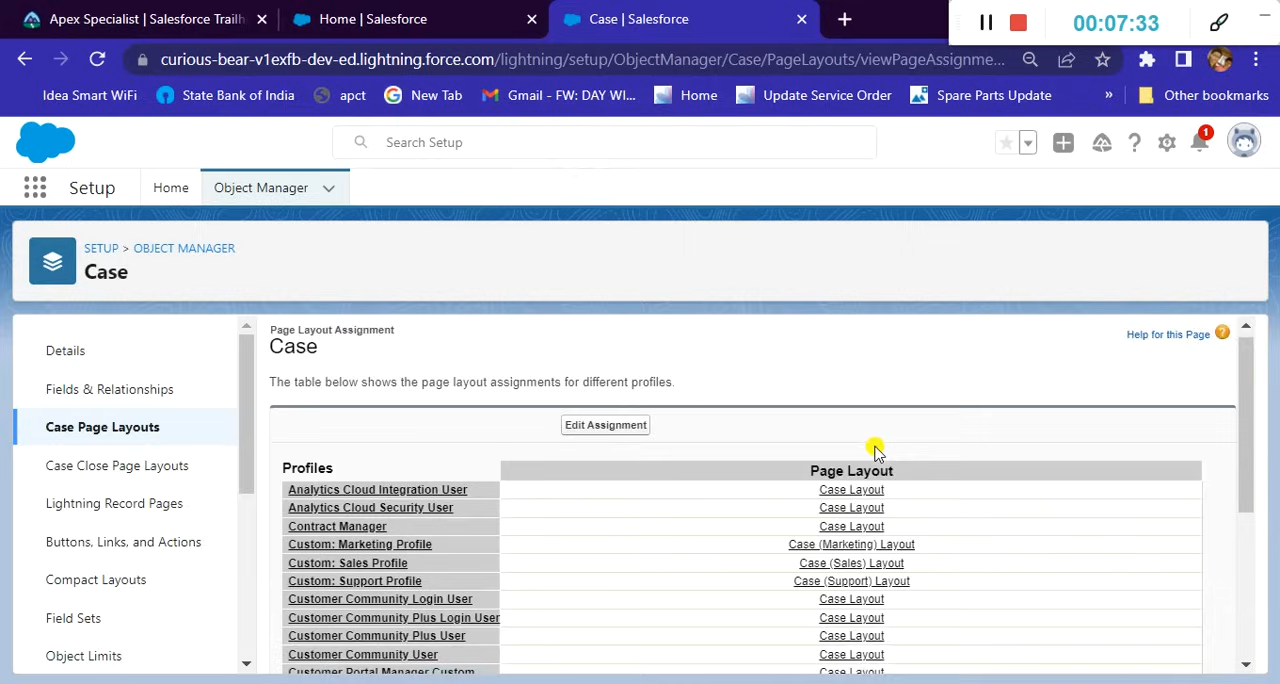 Apex Specialist | Salesforce Trailh
Home | Salesforce
Case | Salesforce
00:07:33
curious-bear-v1exfb-dev-ed.lightning.force.com/lightning/setup/ObjectManager/Case/PageLayouts/viewPageAssignme...
Idea Smart WiFi
State Bank of India
apct
New Tab
Gmail - FW: DAY WI...
Home
Update Service Order
Spare Parts Update
»
Other bookmarks
Search Setup
1
Setup
Home
Object Manager
SETUP > OBJECT MANAGER
Case
Details
Fields & Relationships
Case Page Layouts
Case Close Page Layouts
Lightning Record Pages
Buttons, Links, and Actions
Compact Layouts
Field Sets
Object Limits
Page Layout Assignment
Case
Help for this Page ?
The table below shows the page layout assignments for different profiles.
Edit Assignment
Profiles Page Layout
Analytics Cloud Integration User Case Layout
Analytics Cloud Security User Case Layout
Contract Manager Case Layout
Custom: Marketing Profile Case (Marketing) Layout
Custom: Sales Profile Case (Sales) Layout
Custom: Support Profile Case (Support) Layout
Customer Community Login User Case Layout
Customer Community Plus Login User Case Layout
Customer Community Plus User Case Layout
Customer Community User Case Layout
Customer Portal Manager Custom Case Layout